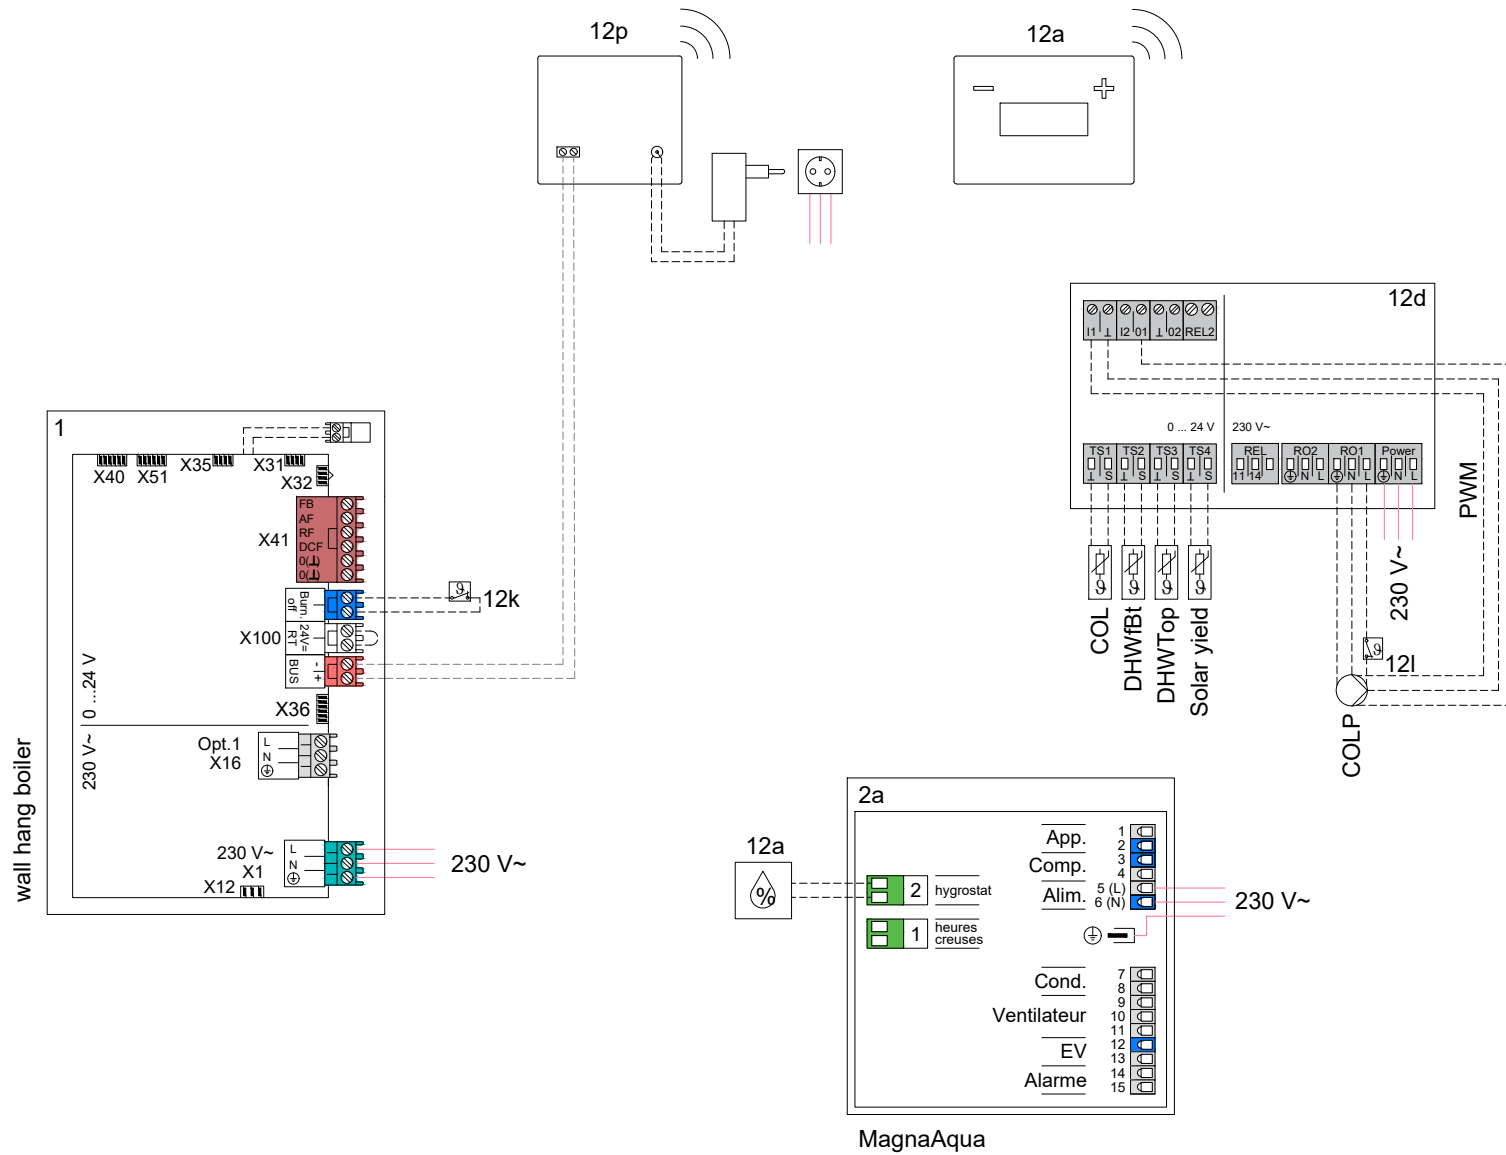 12p
12a
12d
I1 ⊥ I2 01 ⊥ 02 REL2
0 ... 24 V 230 V~
TS1 TS2 TS3 TS4 REL RO2 RO1 Power
⊥ S ⊥ S ⊥ S ⊥ S 11 14 N L N L N L
PWM
COL
DHWfBt
DHWTop
Solar yield
230 V~
12l
COLP
1
X40 X51 X35 X31
X32
X41
FB
AF
RF
DCF
0(⊥)
0(⊥)
Burn.
off
12k
X100
24V=
RT
BUS
-
+
X36
0 ...24 V
230 V~
Opt.1
X16
L
N
230 V~
X1
X12
L
N
230 V~
wall hang boiler
2a
12a
%
2 hygrostat
1 heures
creuses
App.
Comp.
Alim.
1
2
3
4
5 (L)
6 (N)
230 V~
Cond.
Ventilateur
EV
Alarme
7
8
9
10
11
12
13
14
15
MagnaAqua